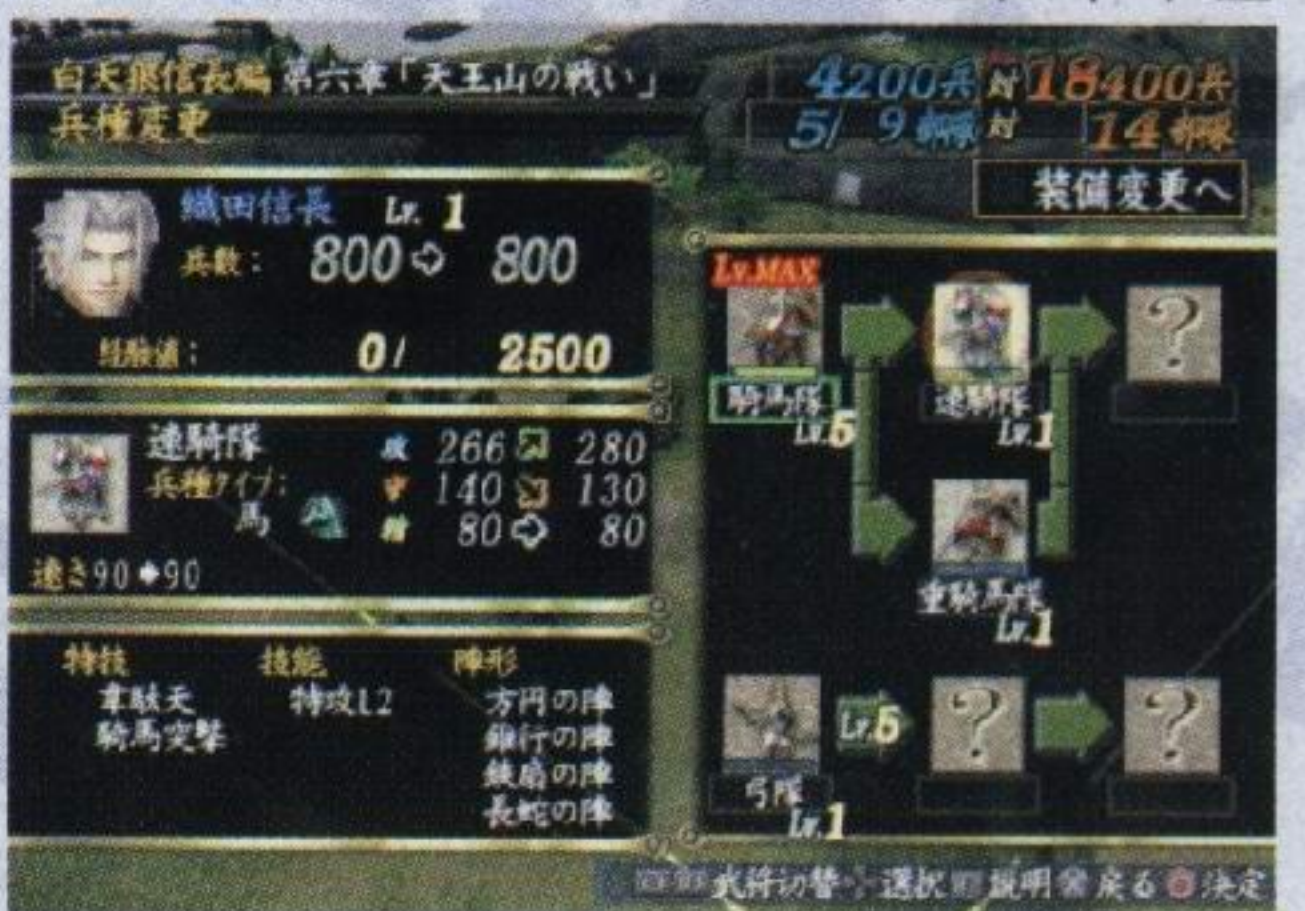 白天狼信長編 第六章「天王山の戦い」
兵種変更
4200兵 対 18400兵
5/ 9部隊 対 14部隊
装備変更へ
織田信長 Lv. 1
兵数: 800 ⇨ 800
経験値: 0/ 2500
速騎隊
兵種タイプ:
馬
攻 266 280
守 140 130
精 80 ⇨ 80
速さ90➡90
特技 技能 陣形
韋駄天 特攻L2 方円の陣
騎馬突撃 雁行の陣
鉄扇の陣
長蛇の陣
Lv.MAX
騎馬隊
Lv.5
速騎隊
Lv.1
?
重騎馬隊
Lv.1
弓隊
Lv.1
Lv.5
?
?
武将切替 選択 説明 戻る 決定